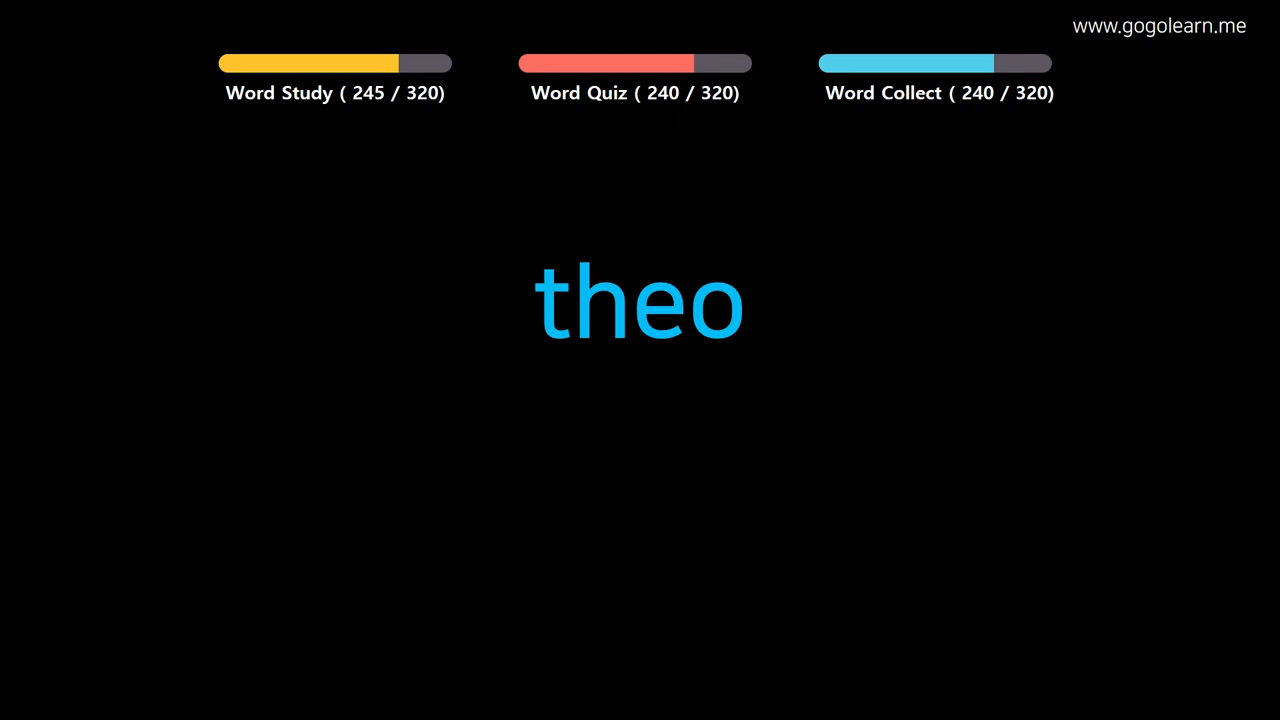 www.gogolearn.me
Word Study ( 245 / 320)
Word Quiz ( 240 / 320)
Word Collect ( 240 / 320)
theo